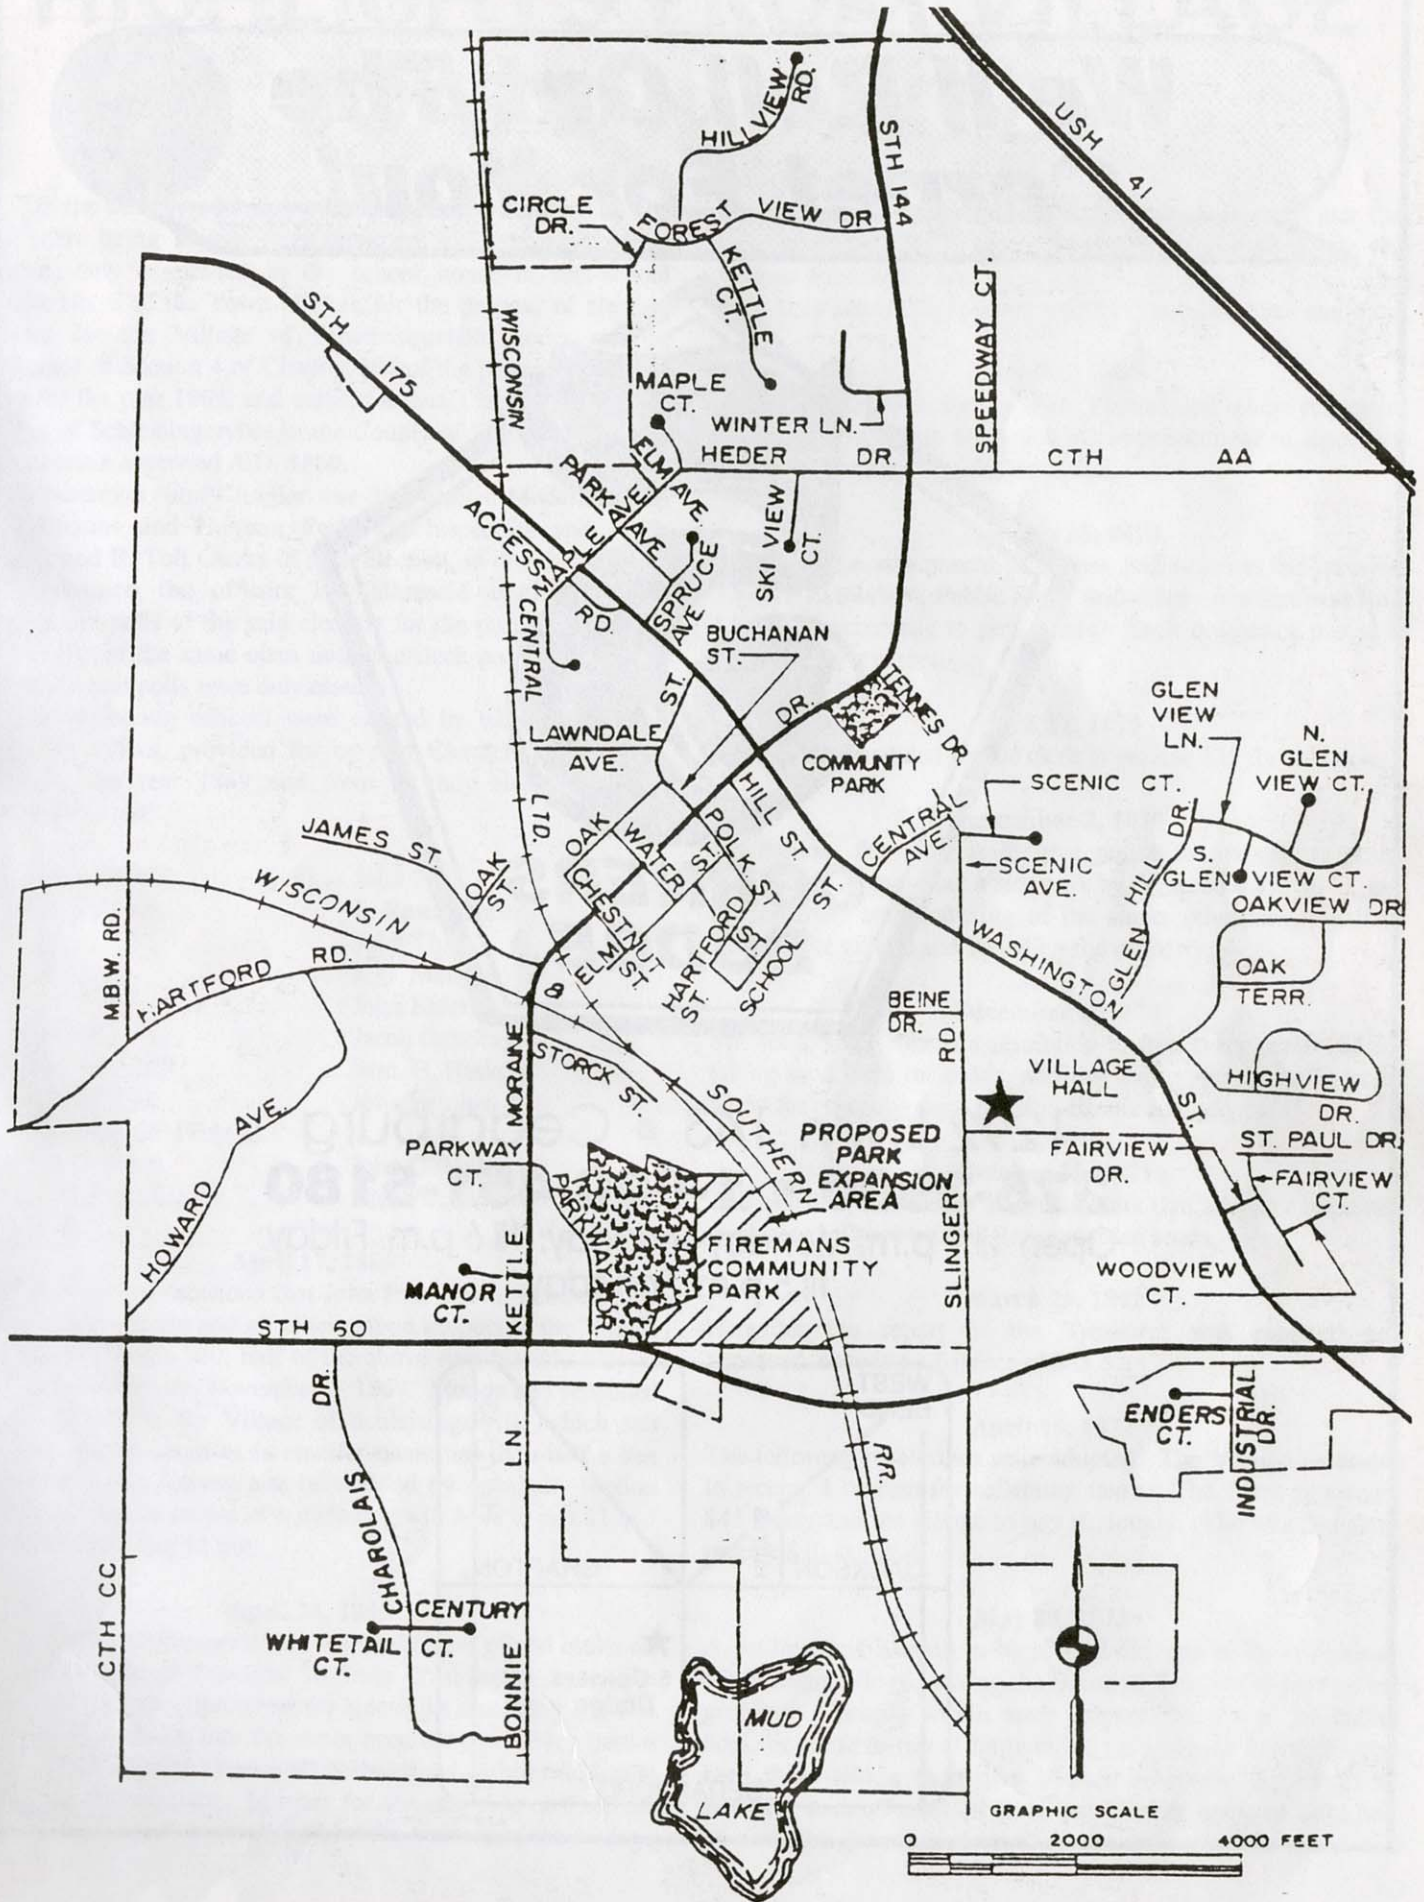 HILLVIEW
RD.
USH
41
STH 144
CIRCLE
DR.
FOREST
VIEW DR
KETTLE
CT.
STH
175
WISCONSIN
SPEEDWAY CT.
MAPLE
CT.
WINTER LN.
HEDER DR.
CTH AA
ELM
AVE
PARK
AVE
MAPLE
AVE
ACCESS
RD.
SPRUCE
AVE
SKI VIEW
CT.
CENTRAL
BUCHANAN
ST.
ST.
LAWNDALE
AVE.
DR.
TENNES DR.
COMMUNITY
PARK
GLEN
VIEW
LN.
N.
GLEN
VIEW CT.
SCENIC CT.
HILL ST.
CENTRAL
AVE.
SCENIC
AVE.
DR.
GLEN HILL
S.
GLEN VIEW CT.
OAKVIEW DR
LTD.
JAMES ST.
OAK
ST.
OAK
WATER
ST.
POLK ST.
CHESTNUT
ST.
ELM
HARTFORD
ST.
HARTFORD
ST.
SCHOOL
ST.
WASHINGTON
ST.
OAK
TERR.
WISCONSIN
M.B.W. RD.
HARTFORD RD.
&
BEINE
DR.
RD.
VILLAGE
HALL
HIGHVIEW
DR.
STORCK ST.
SOUTHERN
HOWARD AVE.
MORAINE
PARKWAY
CT.
PARKWAY DR.
PROPOSED
PARK
EXPANSION
AREA
FAIRVIEW
DR.
ST. PAUL DR.
FAIRVIEW
CT.
FIREMANS
COMMUNITY
PARK
SLINGER
WOODVIEW
CT.
MANOR
CT.
KETTLE
STH 60
DR.
CHAROLAIS
LN
ENDERS
CT.
INDUSTRIAL
DR.
RR.
CTH CC
CENTURY
CT.
WHITETAIL
CT.
BONNIE
MUD
LAKE
GRAPHIC SCALE
0 2000 4000 FEET